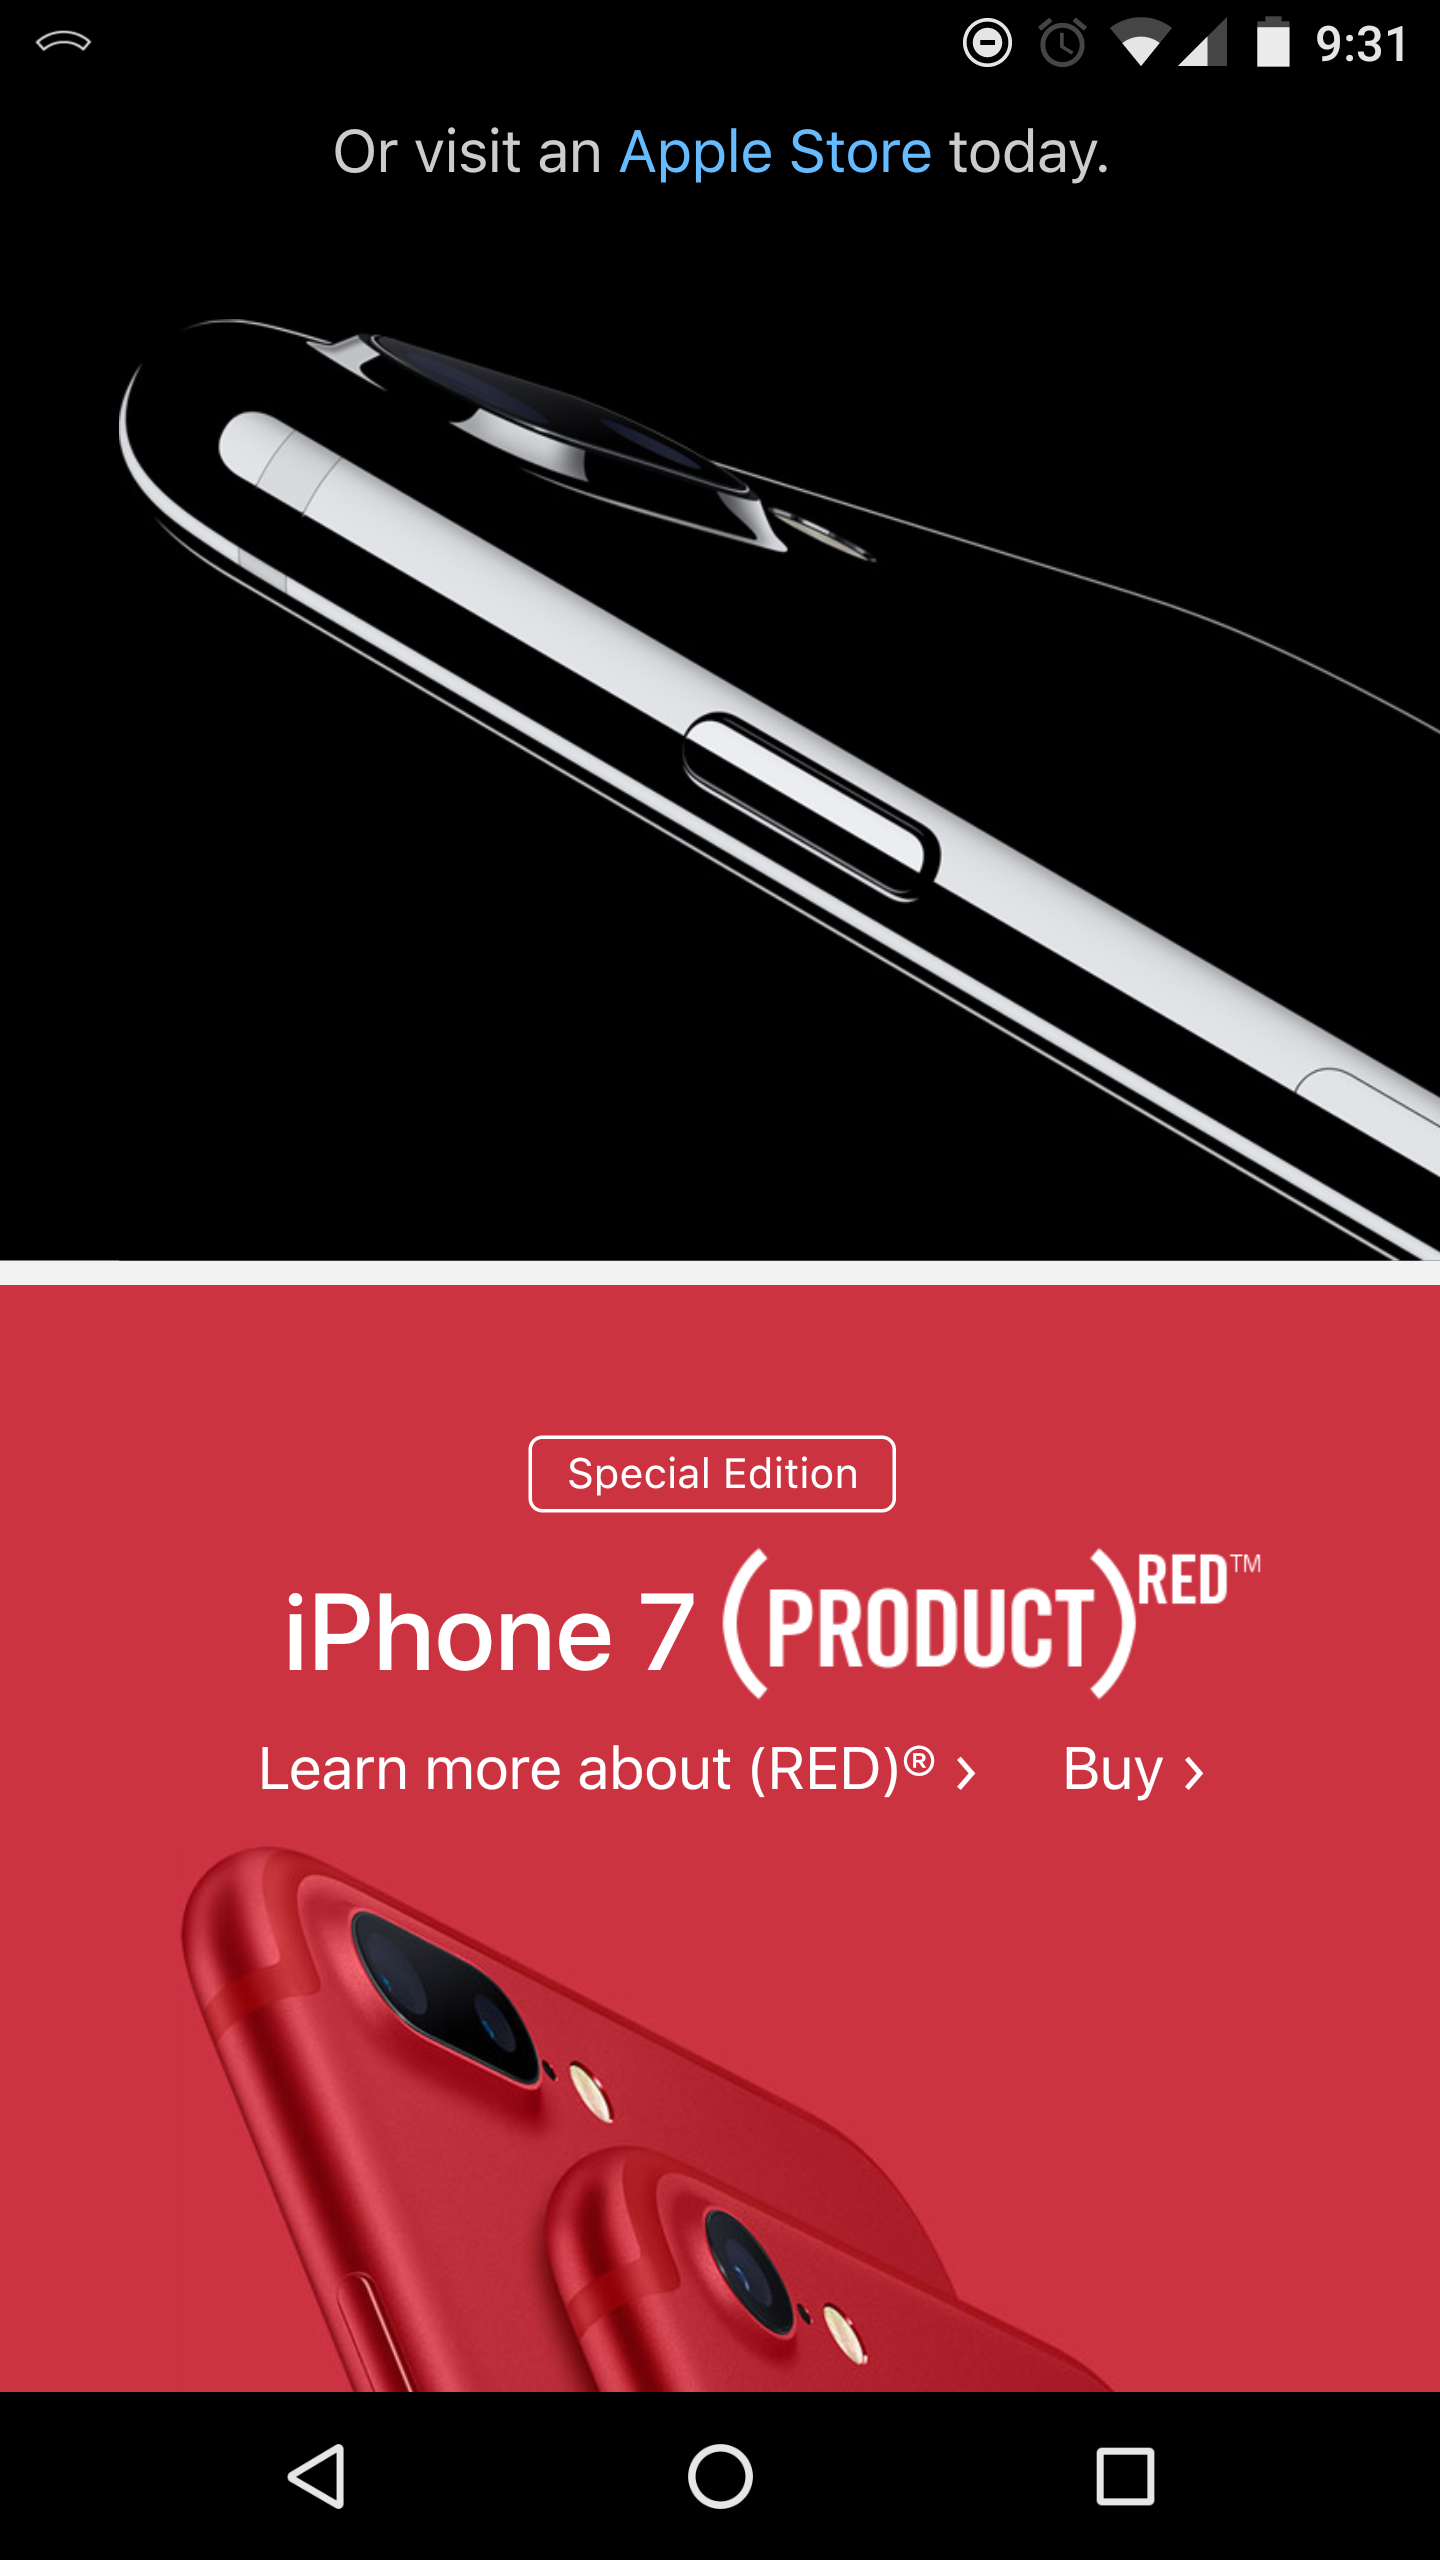 9:31
Or visit an Apple Store today.
Special Edition
iPhone 7 (PRODUCT)RED™
Learn more about (RED)® › Buy ›